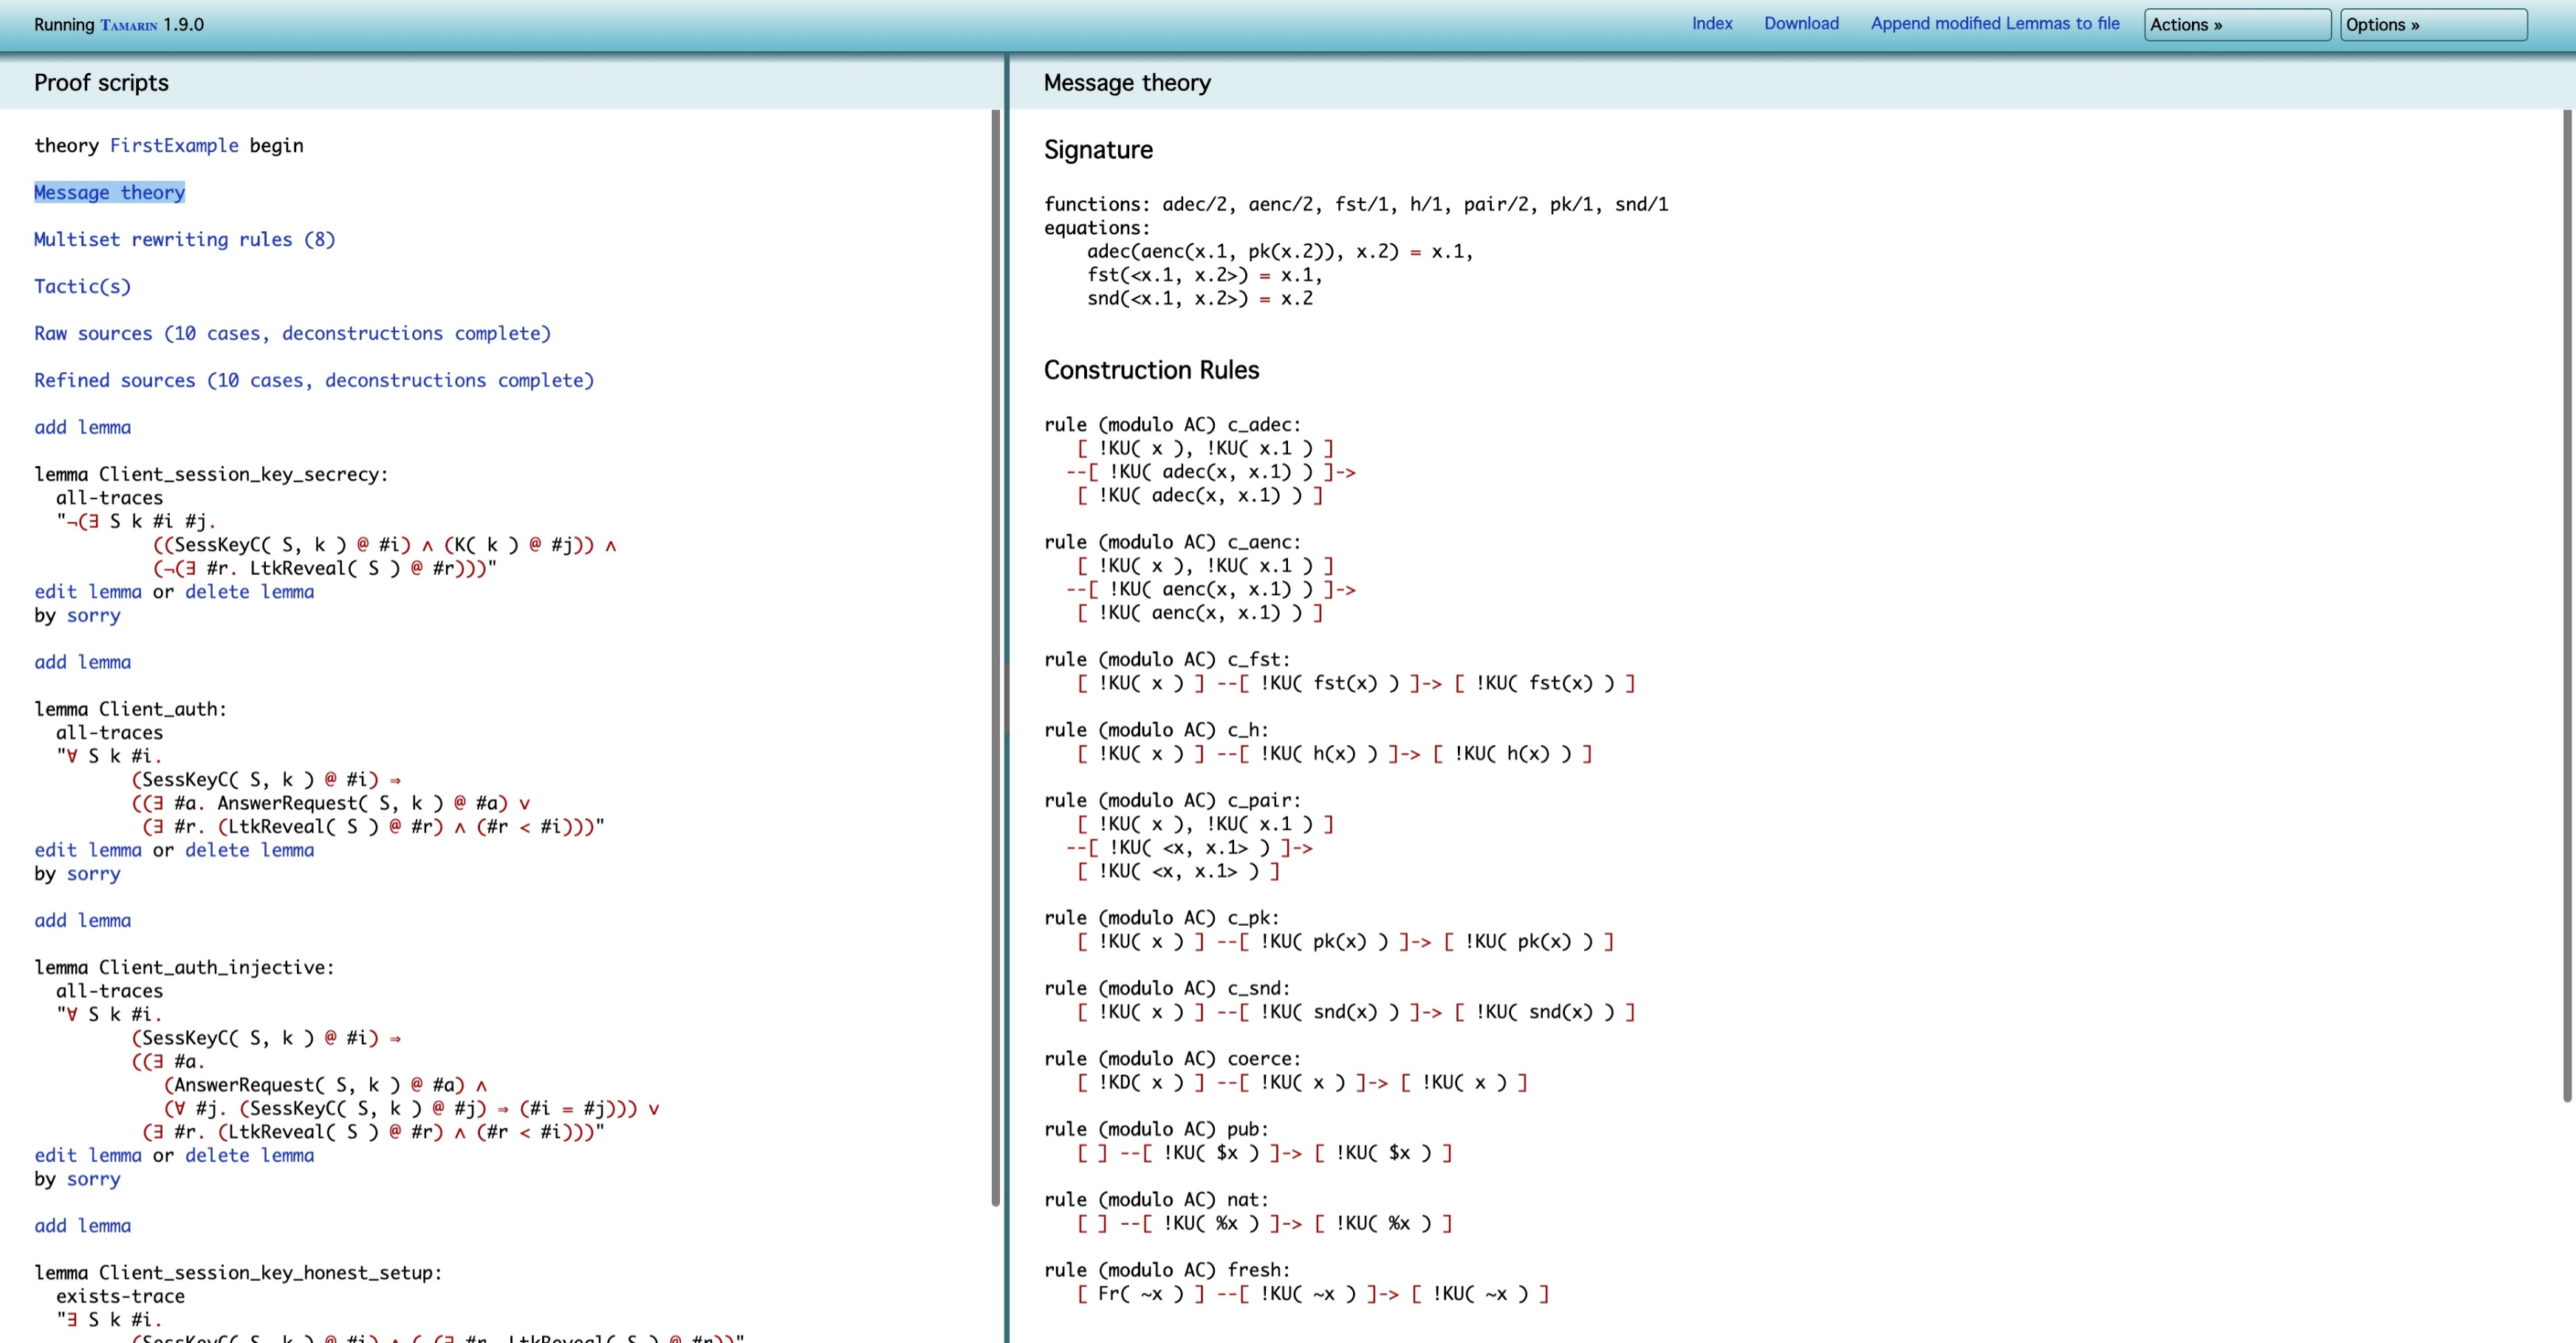 Running TAMARIN 1.9.0
Index Download Append modified Lemmas to file Actions » Options »
Proof scripts
theory FirstExample begin
Message theory
Multiset rewriting rules (8)
Tactic(s)
Raw sources (10 cases, deconstructions complete)
Refined sources (10 cases, deconstructions complete)
add lemma
lemma Client_session_key_secrecy:
all-traces
"¬(∃ S k #i #j.
((SessKeyC( S, k ) @ #i) ∧ (K( k ) @ #j)) ∧
(¬(∃ #r. LtkReveal( S ) @ #r)))"
edit lemma or delete lemma
by sorry
add lemma
lemma Client_auth:
all-traces
"∀ S k #i.
(SessKeyC( S, k ) @ #i) ⇒
((∃ #a. AnswerRequest( S, k ) @ #a) ∨
(∃ #r. (LtkReveal( S ) @ #r) ∧ (#r < #i)))"
edit lemma or delete lemma
by sorry
add lemma
lemma Client_auth_injective:
all-traces
"∀ S k #i.
(SessKeyC( S, k ) @ #i) ⇒
((∃ #a.
(AnswerRequest( S, k ) @ #a) ∧
(∀ #j. (SessKeyC( S, k ) @ #j) ⇒ (#i = #j))) ∨
(∃ #r. (LtkReveal( S ) @ #r) ∧ (#r < #i)))"
edit lemma or delete lemma
by sorry
add lemma
lemma Client_session_key_honest_setup:
exists-trace
"∃ S k #i.
Message theory
Signature
functions: adec/2, aenc/2, fst/1, h/1, pair/2, pk/1, snd/1
equations:
adec(aenc(x.1, pk(x.2)), x.2) = x.1,
fst(<x.1, x.2>) = x.1,
snd(<x.1, x.2>) = x.2
Construction Rules
rule (modulo AC) c_adec:
[ !KU( x ), !KU( x.1 ) ]
--[ !KU( adec(x, x.1) ) ]->
[ !KU( adec(x, x.1) ) ]
rule (modulo AC) c_aenc:
[ !KU( x ), !KU( x.1 ) ]
--[ !KU( aenc(x, x.1) ) ]->
[ !KU( aenc(x, x.1) ) ]
rule (modulo AC) c_fst:
[ !KU( x ) ] --[ !KU( fst(x) ) ]-> [ !KU( fst(x) ) ]
rule (modulo AC) c_h:
[ !KU( x ) ] --[ !KU( h(x) ) ]-> [ !KU( h(x) ) ]
rule (modulo AC) c_pair:
[ !KU( x ), !KU( x.1 ) ]
--[ !KU( <x, x.1> ) ]->
[ !KU( <x, x.1> ) ]
rule (modulo AC) c_pk:
[ !KU( x ) ] --[ !KU( pk(x) ) ]-> [ !KU( pk(x) ) ]
rule (modulo AC) c_snd:
[ !KU( x ) ] --[ !KU( snd(x) ) ]-> [ !KU( snd(x) ) ]
rule (modulo AC) coerce:
[ !KD( x ) ] --[ !KU( x ) ]-> [ !KU( x ) ]
rule (modulo AC) pub:
[ ] --[ !KU( $x ) ]-> [ !KU( $x ) ]
rule (modulo AC) nat:
[ ] --[ !KU( %x ) ]-> [ !KU( %x ) ]
rule (modulo AC) fresh:
[ Fr( ~x ) ] --[ !KU( ~x ) ]-> [ !KU( ~x ) ]